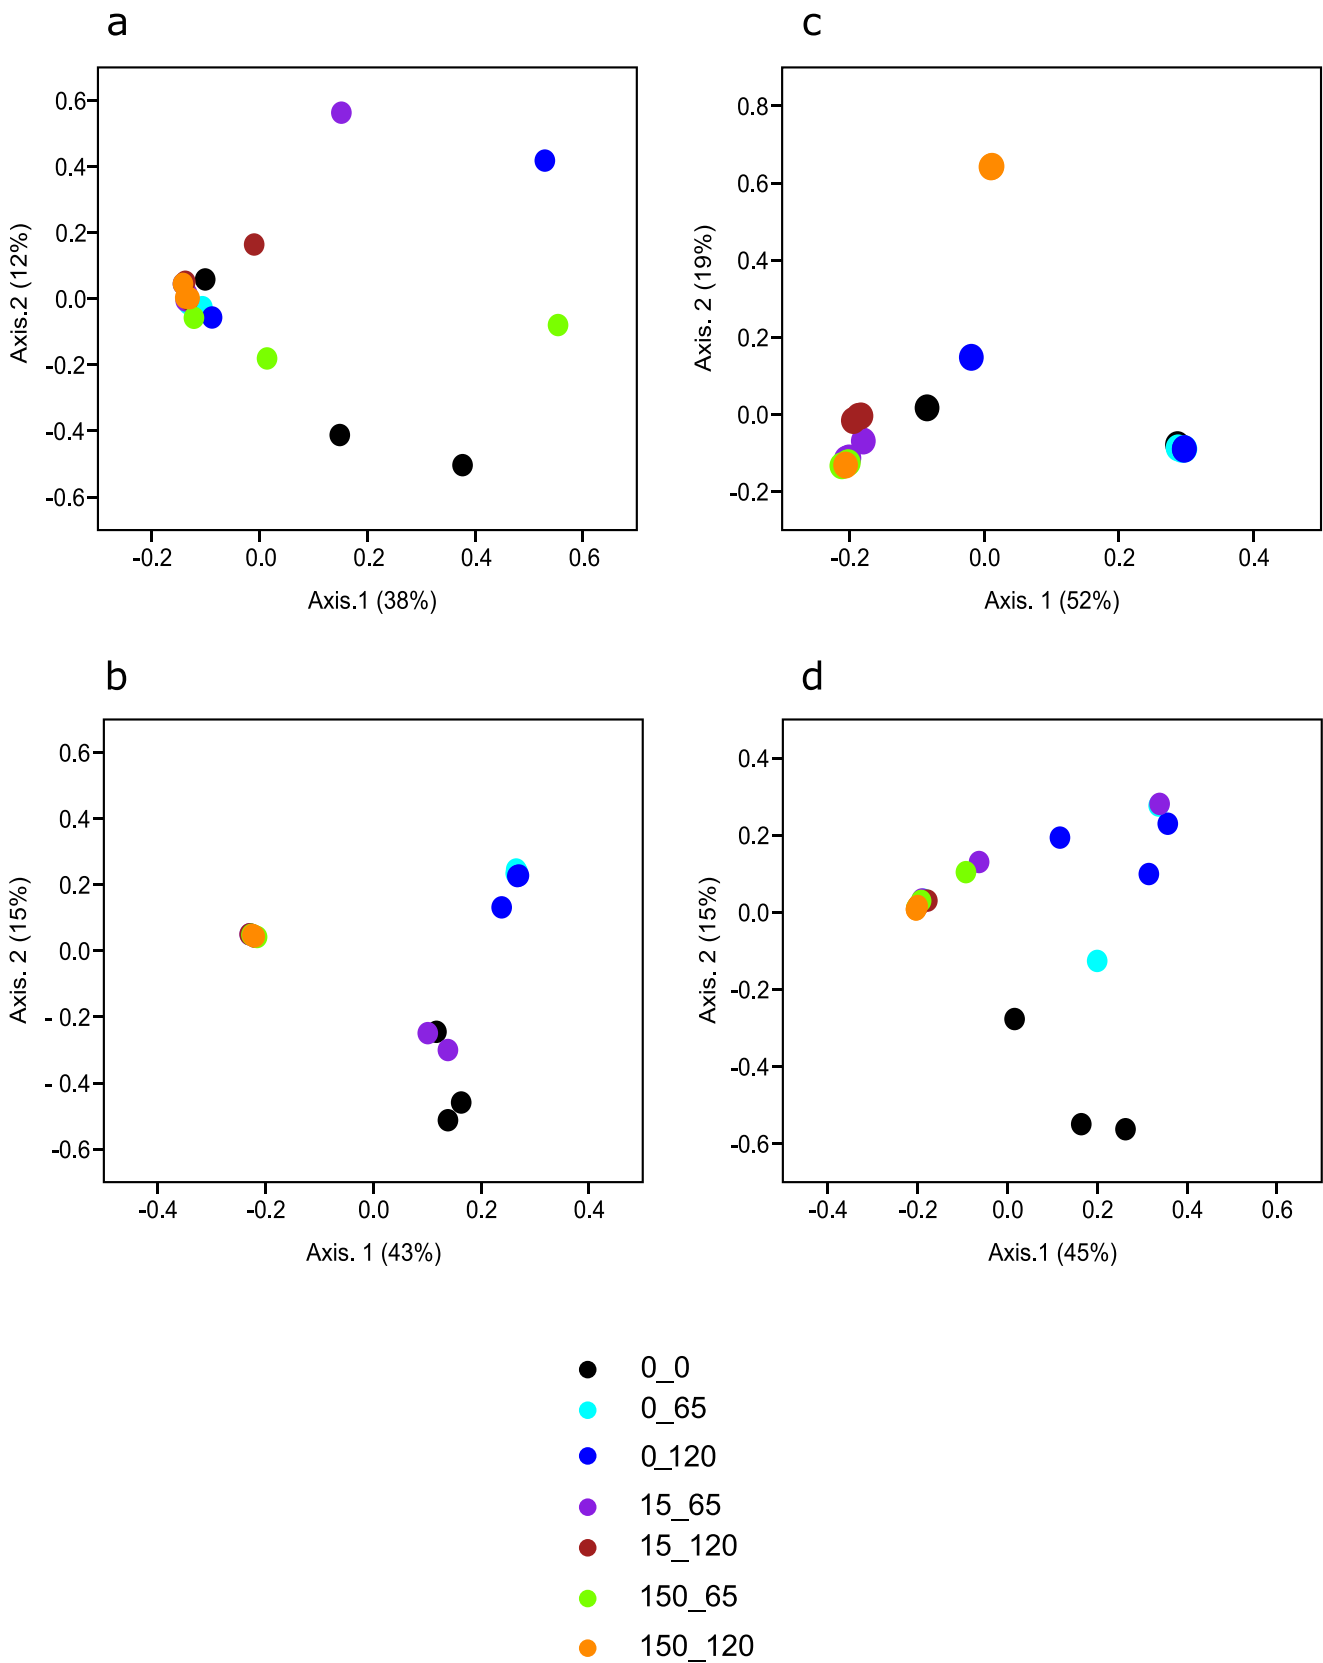 a
0.6
0.4
0.2
0.0
-0.2
-0.4
-0.6
Axis.2 (12%)
-0.2 0.0 0.2 0.4 0.6
Axis.1 (38%)
c
0.8
0.6
0.4
0.2
0.0
-0.2
Axis. 2 (19%)
-0.2 0.0 0.2 0.4
Axis. 1 (52%)
b
0.6
0.4
0.2
0.0
- 0.2
- 0.4
-0.6
Axis. 2 (15%)
-0.4 -0.2 0.0 0.2 0.4
Axis. 1 (43%)
d
0.4
0.2
0.0
-0.2
-0.4
-0.6
Axis. 2 (15%)
-0.4 -0.2 0.0 0.2 0.4 0.6
Axis.1 (45%)
0_0
0_65
0_120
15_65
15_120
150_65
150_120